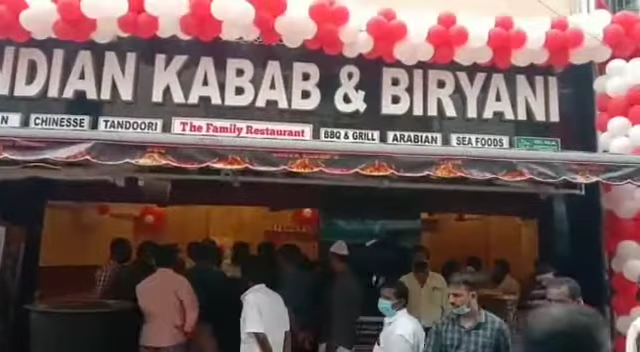 NDIAN KABAB & BIRYANI
CHINESSE TANDOORI The Family Restaurant BBQ & GRILL ARABIAN SEA FOODS